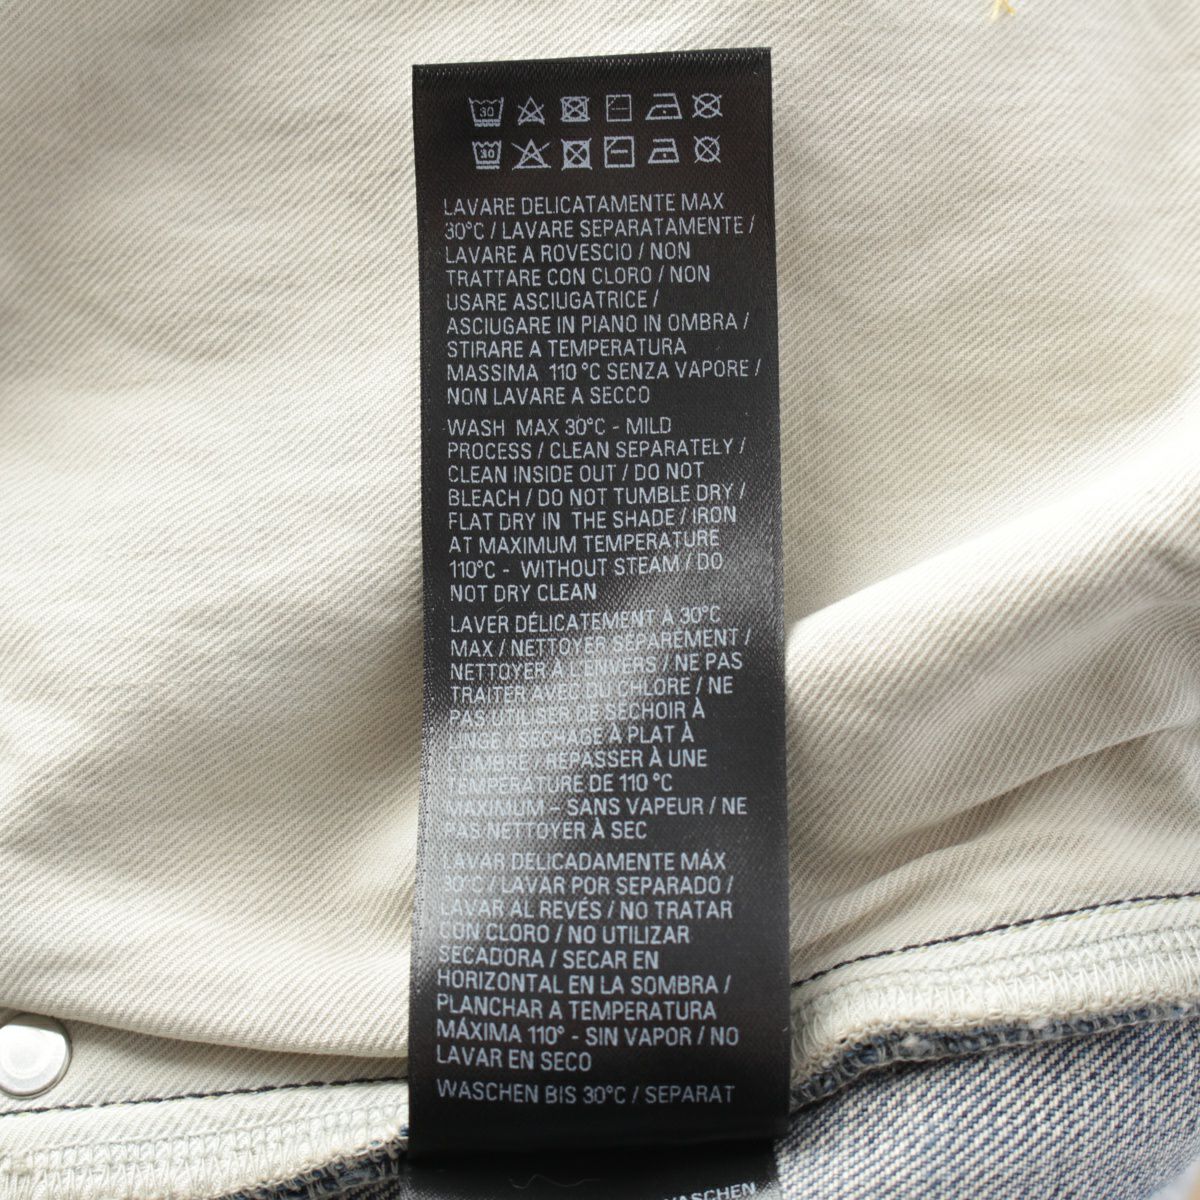 30
30
LAVARE DELICATAMENTE MAX
30°C / LAVARE SEPARATAMENTE /
LAVARE A ROVESCIO / NON
TRATTARE CON CLORO / NON
USARE ASCIUGATRICE /
ASCIUGARE IN PIANO IN OMBRA /
STIRARE A TEMPERATURA
MASSIMA 110 °C SENZA VAPORE /
NON LAVARE A SECCO
WASH MAX 30°C - MILD
PROCESS / CLEAN SEPARATELY /
CLEAN INSIDE OUT / DO NOT
BLEACH / DO NOT TUMBLE DRY /
FLAT DRY IN THE SHADE / IRON
AT MAXIMUM TEMPERATURE
110°C - WITHOUT STEAM / DO
NOT DRY CLEAN
LAVER DÉLICATEMENT À 30°C
MAX / NETTOYER SÉPARÉMENT /
NETTOYER À L'ENVERS / NE PAS
TRAITER AVEC DU CHLORE / NE
PAS UTILISER DE SÉCHOIR À
LINGE / SÉCHAGE À PLAT À
L'OMBRE / REPASSER À UNE
TEMPÉRATURE DE 110 °C
MAXIMUM - SANS VAPEUR / NE
PAS NETTOYER À SEC
LAVAR DELICADAMENTE MÁX
30°C / LAVAR POR SEPARADO /
LAVAR AL REVÉS / NO TRATAR
CON CLORO / NO UTILIZAR
SECADORA / SECAR EN
HORIZONTAL EN LA SOMBRA /
PLANCHAR A TEMPERATURA
MÁXIMA 110° - SIN VAPOR / NO
LAVAR EN SECO
WASCHEN BIS 30°C / SEPARAT
WASCHEN